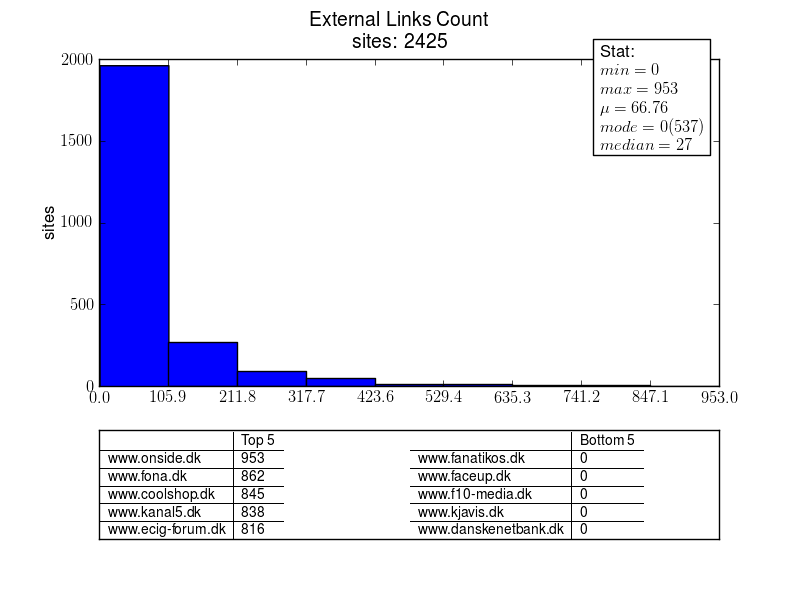 External Links Count
sites: 2425
Stat:
min = 0
max = 953
μ = 66.76
mode = 0(537)
median = 27
2000
1500
1000
500
0
sites
0.0 105.9 211.8 317.7 423.6 529.4 635.3 741.2 847.1 953.0
Top 5
www.onside.dk 953
www.fona.dk 862
www.coolshop.dk 845
www.kanal5.dk 838
www.ecig-forum.dk 816
Bottom 5
www.fanatikos.dk 0
www.faceup.dk 0
www.f10-media.dk 0
www.kjavis.dk 0
www.danskenetbank.dk 0